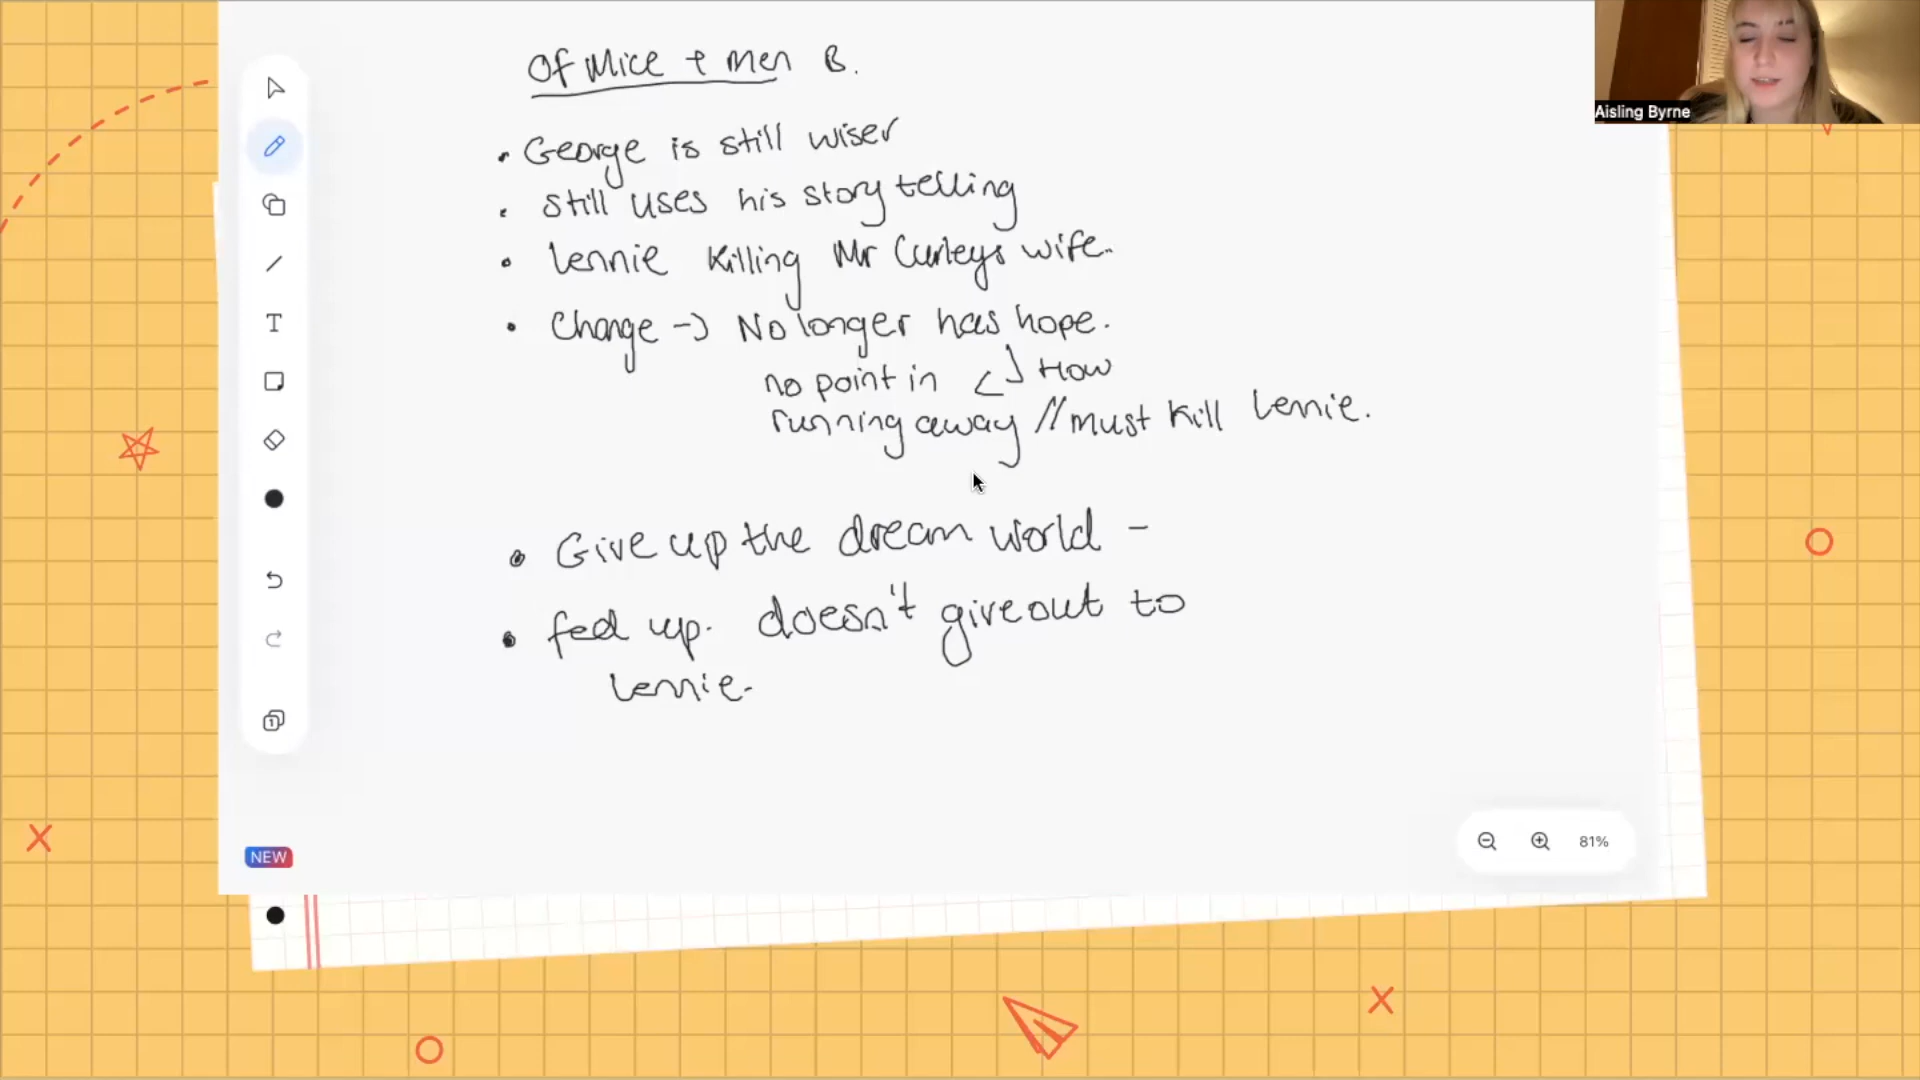 Of Mice + Men B.
Aisling Byrne
• George is still wiser
• still uses his story telling
• Lennie killing Mr Curleys wife.
• Change -> No longer has hope.
no point in < ] How
running away // must kill Lennie.
• Give up the dream world -
• fed up. doesn't give out to
Lennie.
T
1
NEW
81%